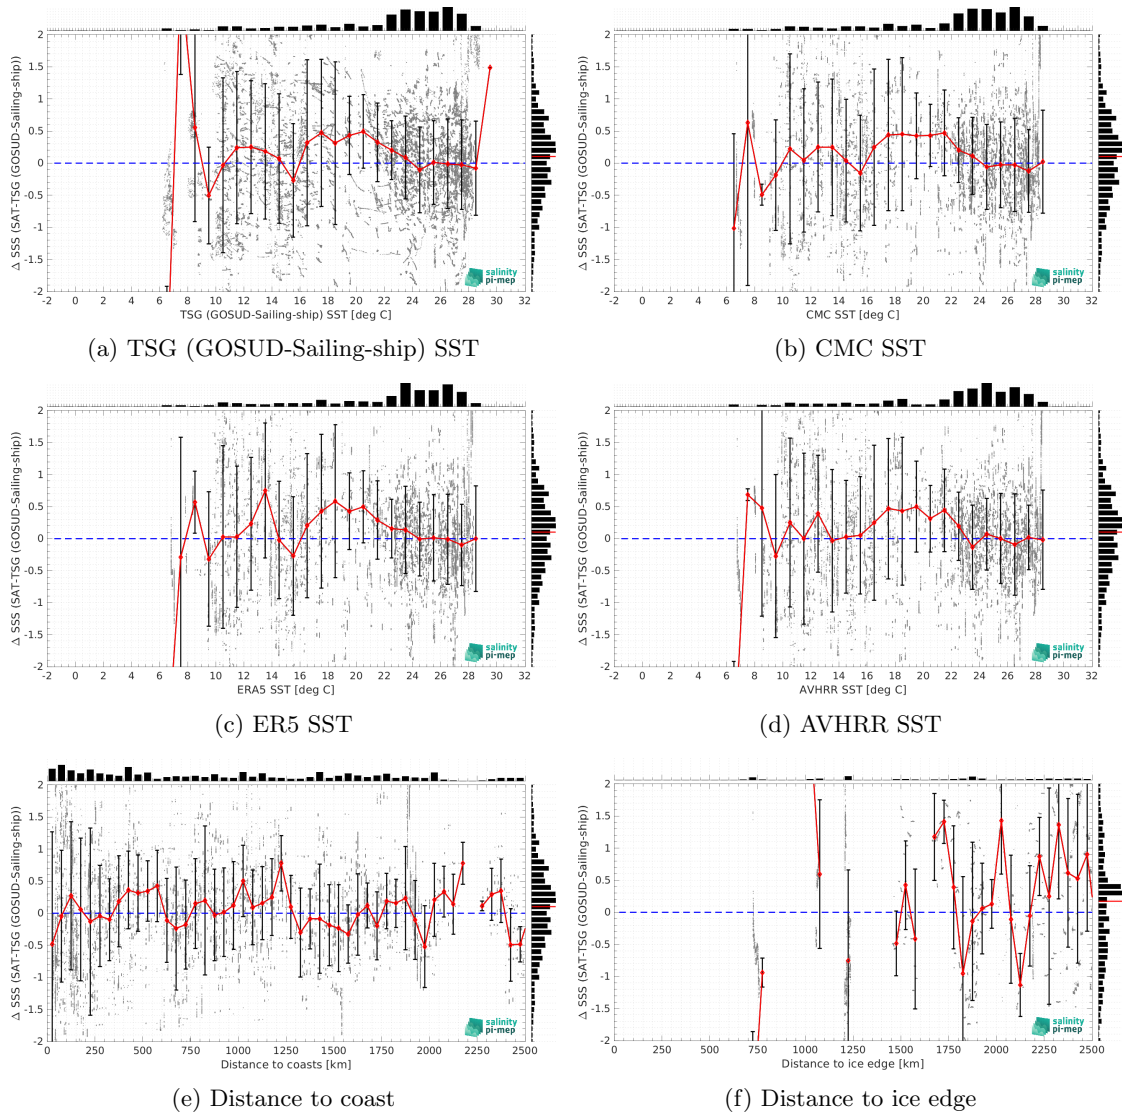 2
1.5
1
0.5
0
-0.5
-1
-1.5
-2
Δ SSS (SAT-TSG (GOSUD-Sailing-ship))
-2 0 2 4 6 8 10 12 14 16 18 20 22 24 26 28 30 32
TSG (GOSUD-Sailing-ship) SST [deg C]
salinity
pi-mep
(a) TSG (GOSUD-Sailing-ship) SST
2
1.5
1
0.5
0
-0.5
-1
-1.5
-2
Δ SSS (SAT-TSG (GOSUD-Sailing-ship))
-2 0 2 4 6 8 10 12 14 16 18 20 22 24 26 28 30 32
CMC SST [deg C]
salinity
pi-mep
(b) CMC SST
2
1.5
1
0.5
0
-0.5
-1
-1.5
-2
Δ SSS (SAT-TSG (GOSUD-Sailing-ship))
-2 0 2 4 6 8 10 12 14 16 18 20 22 24 26 28 30 32
ERA5 SST [deg C]
salinity
pi-mep
(c) ER5 SST
2
1.5
1
0.5
0
-0.5
-1
-1.5
-2
Δ SSS (SAT-TSG (GOSUD-Sailing-ship))
-2 0 2 4 6 8 10 12 14 16 18 20 22 24 26 28 30 32
AVHRR SST [deg C]
salinity
pi-mep
(d) AVHRR SST
2
1.5
1
0.5
0
-0.5
-1
-1.5
-2
Δ SSS (SAT-TSG (GOSUD-Sailing-ship))
0 250 500 750 1000 1250 1500 1750 2000 2250 2500
Distance to coasts [km]
salinity
pi-mep
(e) Distance to coast
2
1.5
1
0.5
0
-0.5
-1
-1.5
-2
Δ SSS (SAT-TSG (GOSUD-Sailing-ship))
0 250 500 750 1000 1250 1500 1750 2000 2250 2500
Distance to ice edge [km]
salinity
pi-mep
(f) Distance to ice edge